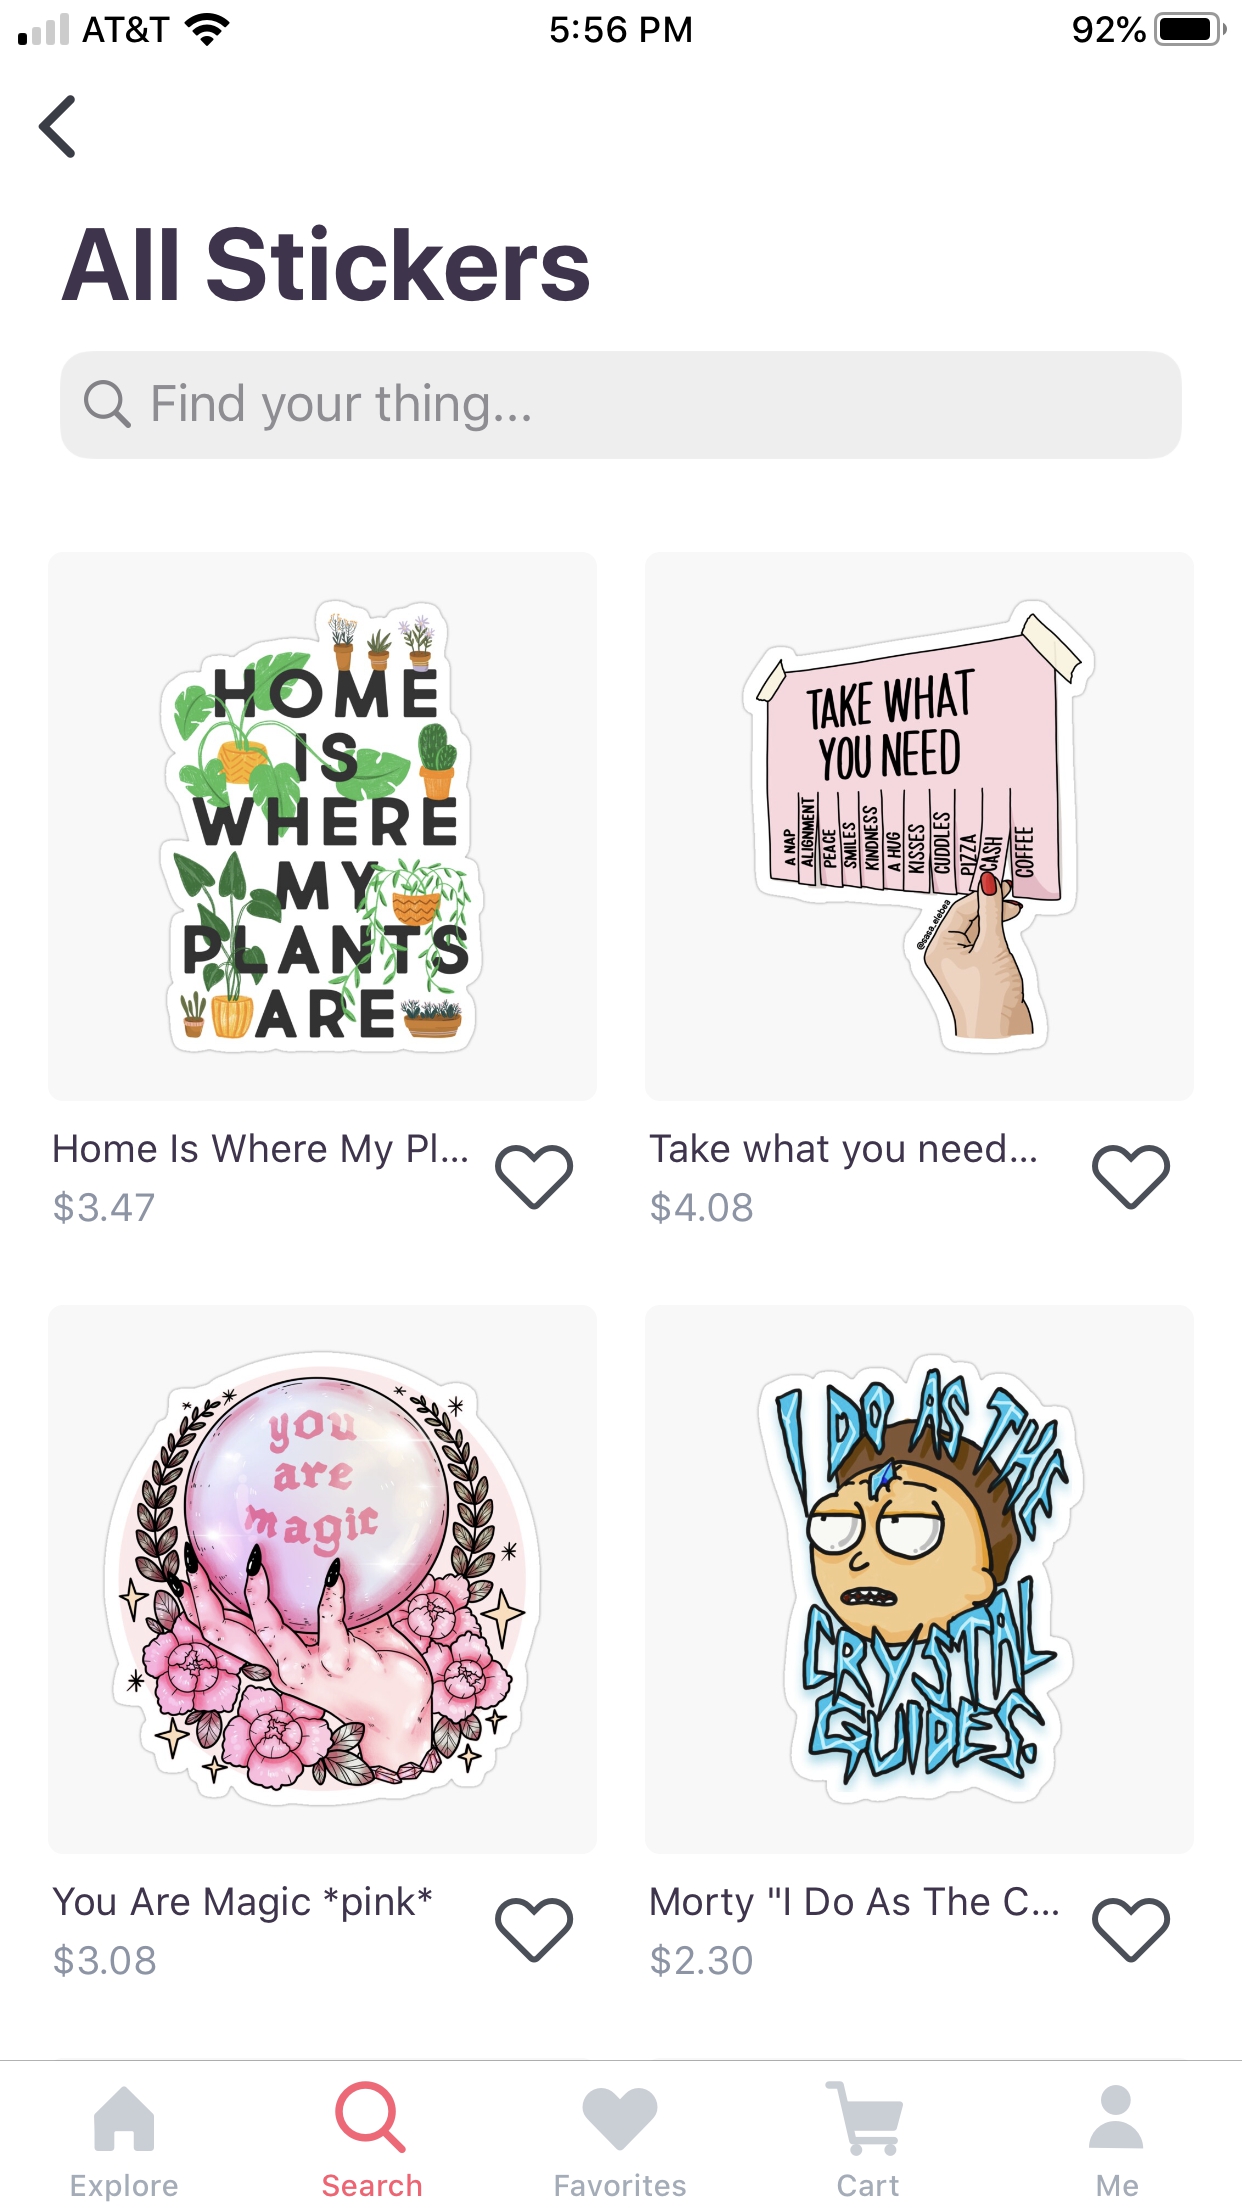 AT&T
5:56 PM
92%
All Stickers
Find your thing...
HOME
IS
WHERE
MY
PLANTS
ARE
TAKE WHAT
YOU NEED
A NAP
ALIGNMENT
PEACE
SMILES
KINDNESS
A HUG
KISSES
CUDDLES
PIZZA
CASH
COFFEE
@sasa_elebea
Home Is Where My Pl...
$3.47
Take what you need...
$4.08
you
are
magic
I DO AS THE
CRYSTAL
GUIDES.
You Are Magic *pink*
$3.08
Morty "I Do As The C...
$2.30
Explore
Search
Favorites
Cart
Me